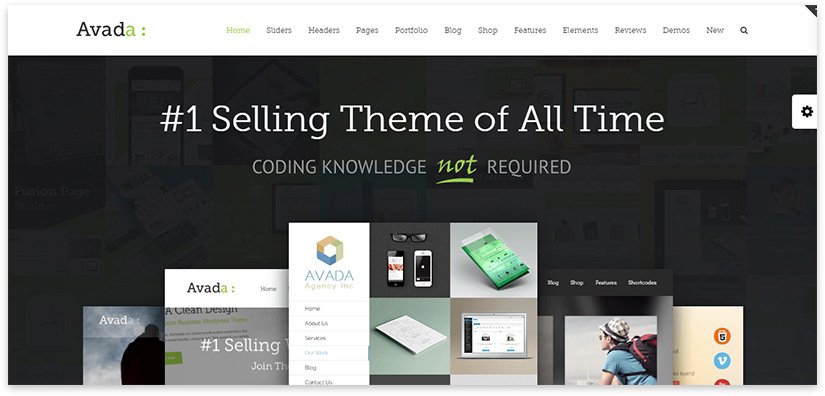 Avada :
Home Sliders Headers Pages Portfolio Blog Shop Features Elements Reviews Demos New
#1 Selling Theme of All Time
CODING KNOWLEDGE not REQUIRED
Fusion Page
Builder
AVADA
Agency Inc
Home
About Us
Services
Our Work
Blog
Contact Us
Avada :
Home
A Clean Design
#1 Selling
Join The
Avada :
Blog Shop Features Shortcodes